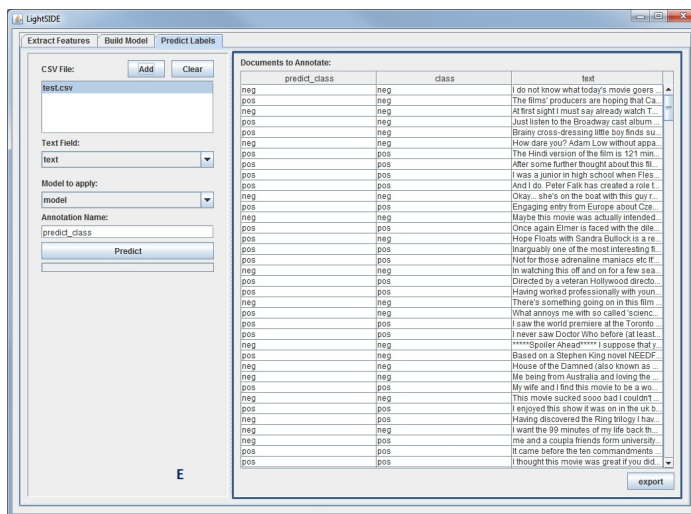 LightSIDE
Extract Features Build Model Predict Labels
CSV File: Add Clear
test.csv
Text Field:
text
Model to apply:
model
Annotation Name:
predict_class
Predict
E
Documents to Annotate:
predict_class class text
neg neg I do not know what today's movie goers ...
pos pos The films' producers are hoping that Ca...
neg neg At first sight I must say already watch T...
pos neg Just listen to the Broadway cast album ...
pos pos Brainy cross-dressing little boy finds su...
neg neg How dare you? Adam Low without appa...
pos pos The Hindi version of the film is 121 min...
pos pos After some further thought about this fil...
pos pos I was a junior in high school when Fles...
pos pos And I do. Peter Falk has created a role t...
neg neg Okay... she's on the boat with this guy r...
pos pos Engaging entry from Europe about Cze...
neg neg Maybe this movie was actually intended...
pos pos Once again Elmer is faced with the dile...
neg pos Hope Floats with Sandra Bullock is a re...
pos pos Inarguably one of the most interesting fi...
pos pos Not for those adrenaline maniacs etc It'...
neg neg In watching this off and on for a few sea...
pos pos Directed by a veteran Hollywood directo...
pos pos Having worked professionally with youn...
neg neg There's something going on in this film ...
pos pos What annoys me with so called 'scienc...
pos pos I saw the world premiere at the Toronto ...
pos pos I never saw Doctor Who before (at least...
neg neg *****Spoiler Ahead***** I suppose that y...
pos pos Based on a Stephen King novel NEEDF...
neg neg House of the Damned (also known as ...
neg pos Me being from Australia and loving the ...
pos pos My wife and I find this movie to be a wo...
neg neg This movie sucked sooo bad I couldn't ...
pos pos I enjoyed this show it was on in the uk b...
pos pos Having discovered the Ring trilogy I hav...
neg neg I want the 99 minutes of my life back th...
neg neg me and a coupla friends form university...
pos pos It came before the ten commandments ...
pos pos I thought this movie was great if you did...
export